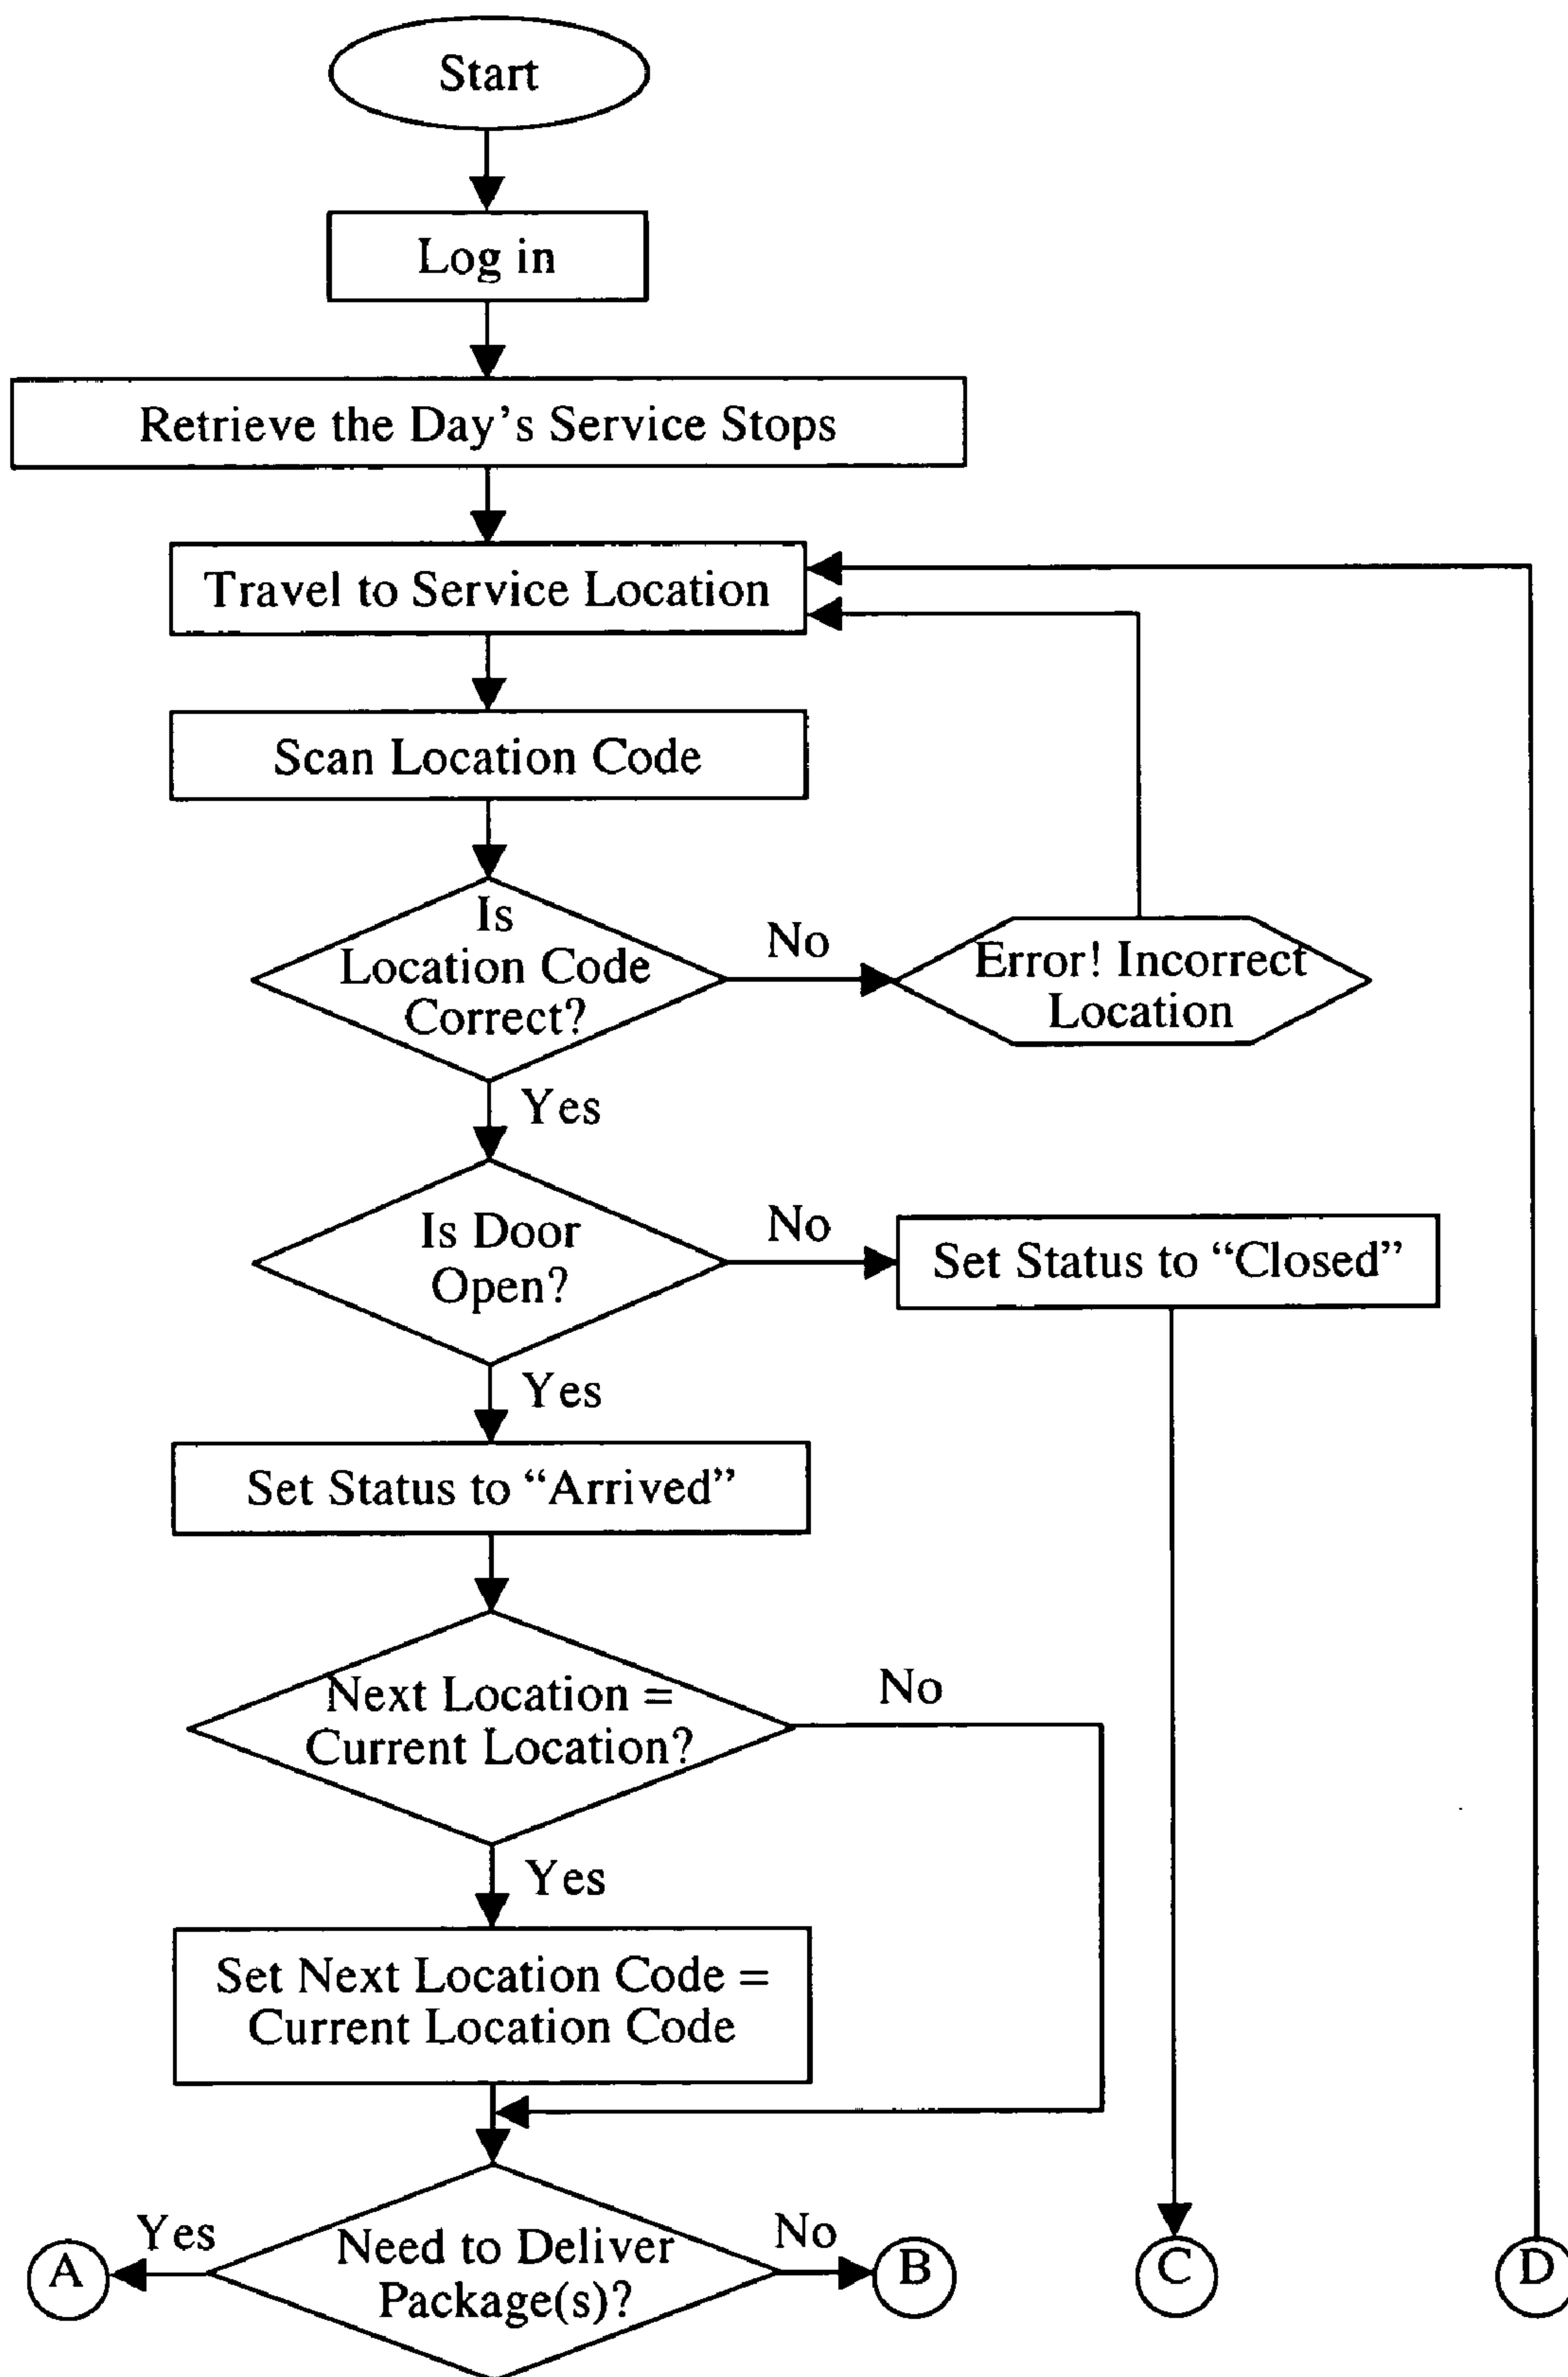 Start
Log in
Retrieve the Day's Service Stops
Travel to Service Location
Scan Location Code
Is
Location Code
Correct?
No
Error! Incorrect
Location
Yes
Is Door
Open?
No
Set Status to “Closed”
Yes
Set Status to “Arrived”
Next Location =
Current Location?
No
Yes
Set Next Location Code =
Current Location Code
Need to Deliver
Package(s)?
Yes
No
A
B
C
D